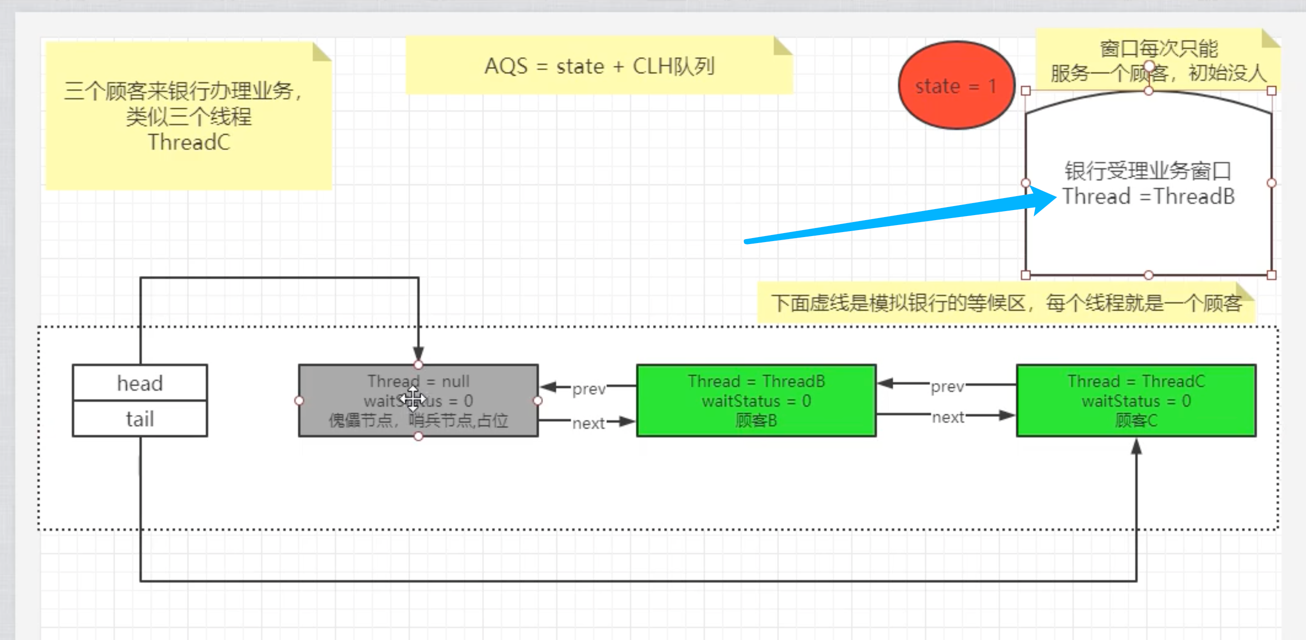 三个顾客来银行办理业务，
类似三个线程
ThreadC
AQS = state + CLH队列
state = 1
窗口每次只能
服务一个顾客，初始没人
银行受理业务窗口
Thread =ThreadB
下面虚线是模拟银行的等候区，每个线程就是一个顾客
head
tail
Thread = null
waitStatus = 0
傀儡节点，哨兵节点,占位
prev
next
Thread = ThreadB
waitStatus = 0
顾客B
prev
next
Thread = ThreadC
waitStatus = 0
顾客C